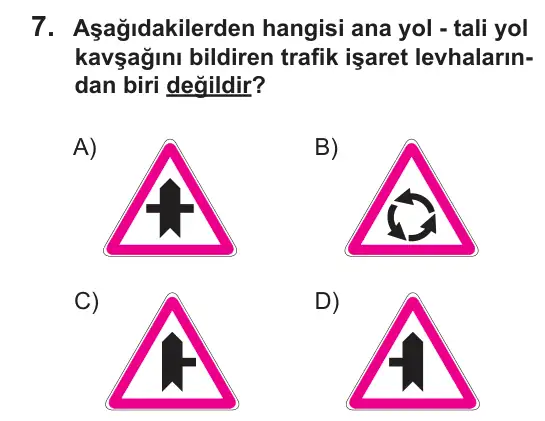 7. Aşağıdakilerden hangisi ana yol - tali yol
kavşağını bildiren trafik işaret levhaların-
dan biri değildir?
A)
B)
C)
D)